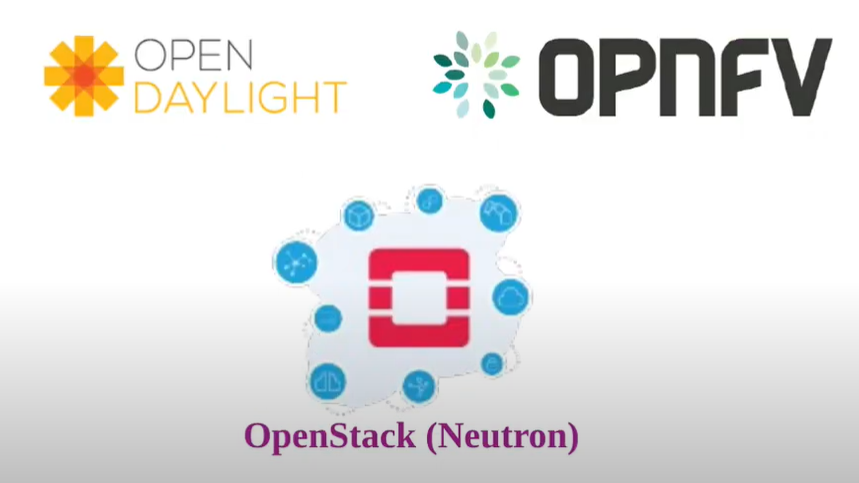 OPEN
DAYLIGHT
OPNFV
OpenStack (Neutron)